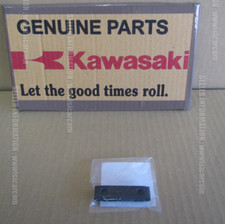 GENUINE PARTS
Kawasaki
Let the good times roll.